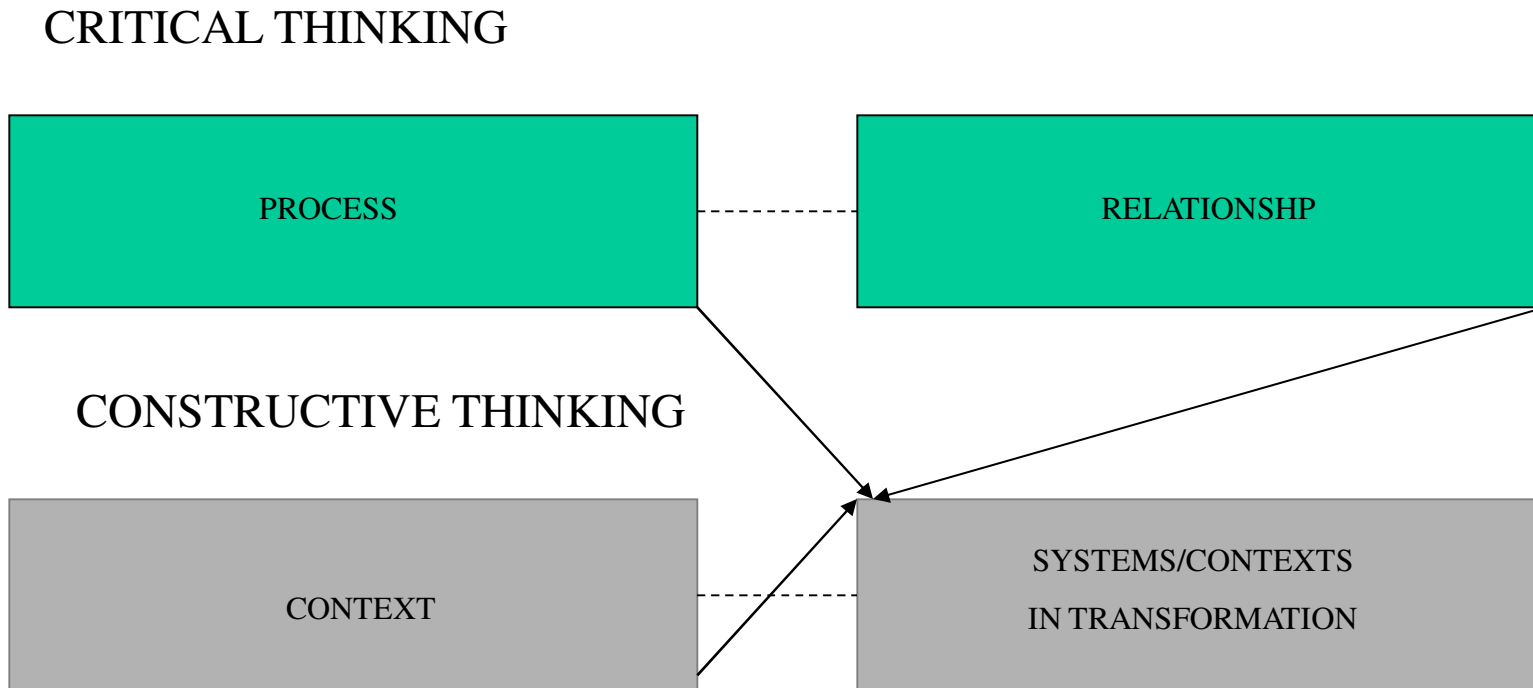 CRITICAL THINKING
PROCESS
RELATIONSHP
CONSTRUCTIVE THINKING
CONTEXT
SYSTEMS/CONTEXTS
IN TRANSFORMATION